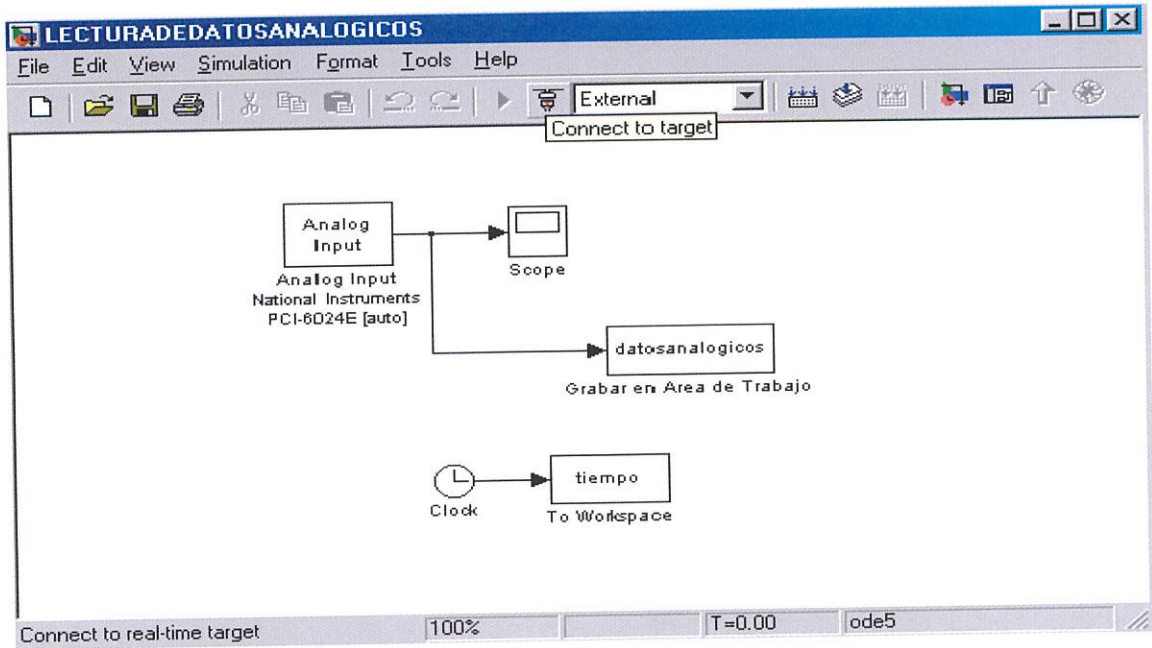 LECTURADEDATOSANALOGICOS
File Edit View Simulation Format Tools Help
External
Connect to target
Analog
Input
Analog Input
National Instruments
PCI-6024E [auto]
Scope
datosanalogicos
Grabar en Area de Trabajo
Clock
tiempo
To Workspace
Connect to real-time target 100% T=0.00 ode5